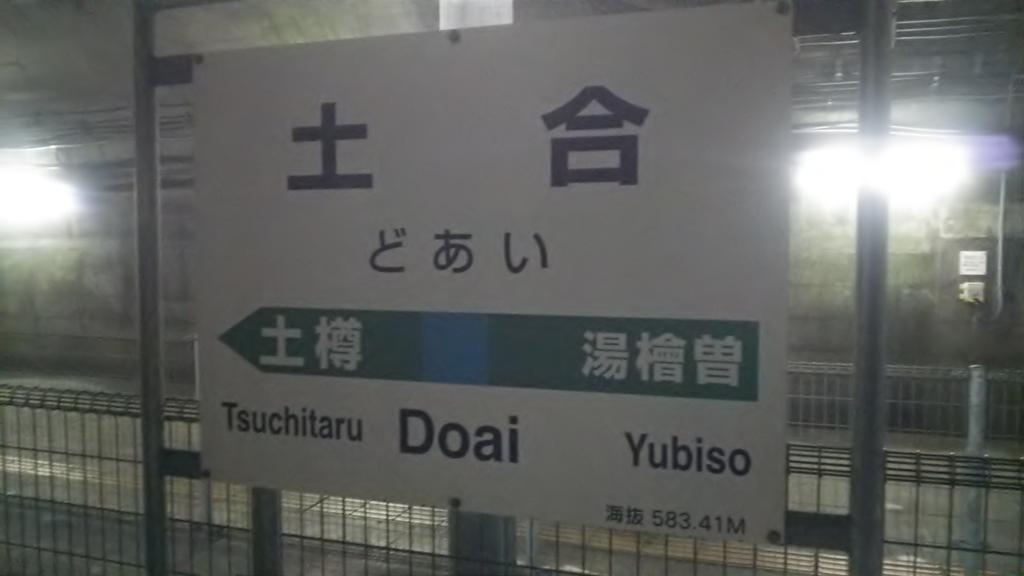 土合
どあい
土樽 湯檜曽
Tsuchitaru Doai Yubiso
海抜 583.41M